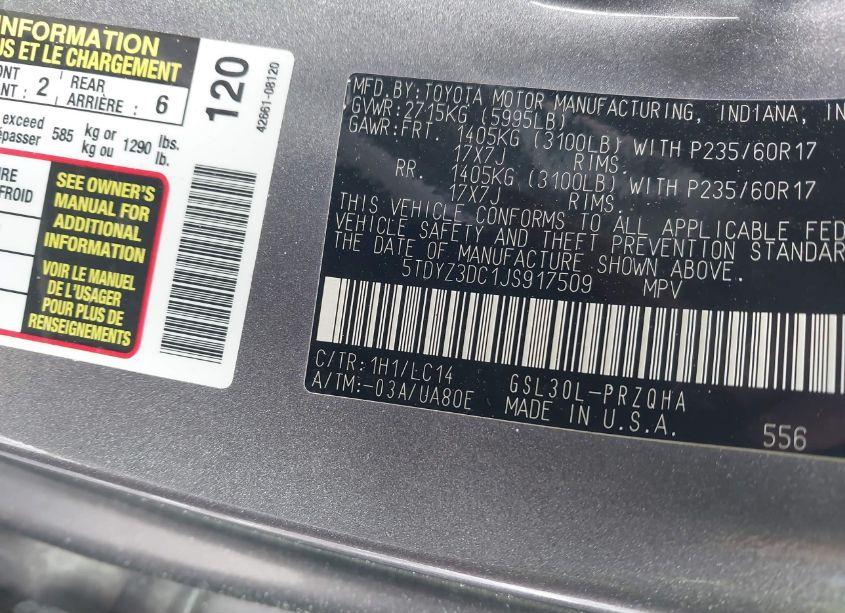 INFORMATION
US ET LE CHARGEMENT
ONT
ANT : 2
REAR
ARRIÈRE : 6
exceed
dépasser 585 kg or kg ou 1290 lbs. lb.
IRE
FROID
SEE OWNER'S
MANUAL FOR
ADDITIONAL
INFORMATION
VOIR LE MANUEL
DE L'USAGER
POUR PLUS DE
RENSEIGNEMENTS
120
42661-08120
MFD.BY:TOYOTA MOTOR MANUFACTURING, INDIANA, IN
GVWR:2715KG (5995LB)
GAWR:FRT. 1405KG (3100LB) WITH P235/60R17
17X7J RIMS.
RR. 1405KG (3100LB) WITH P235/60R17
17X7J RIMS.
THIS VEHICLE CONFORMS TO ALL APPLICABLE FED
VEHICLE SAFETY AND THEFT PREVENTION STANDAR
THE DATE OF MANUFACTURE SHOWN ABOVE.
5TDYZ3DC1JS917509 MPV
C/TR:1H1/LC14 GSL30L-PRZQHA
A/TM:-03A/UA80E MADE IN U.S.A. 556